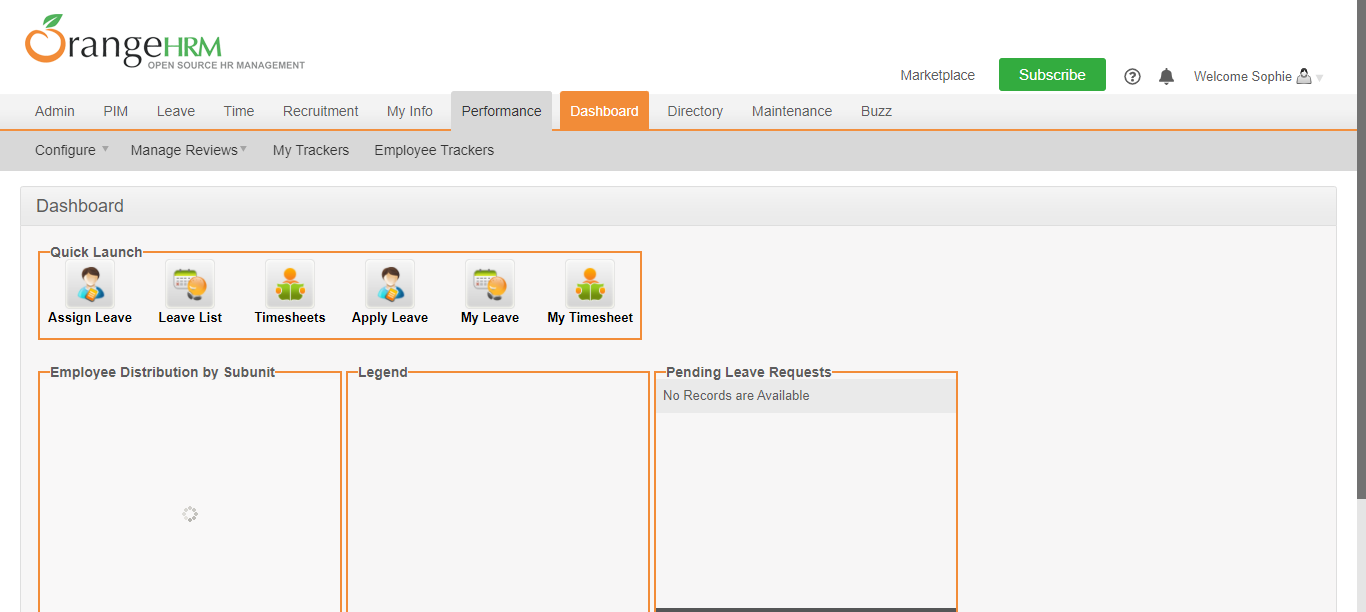 OrangeHRM
OPEN SOURCE HR MANAGEMENT
Marketplace Subscribe Welcome Sophie
Admin PIM Leave Time Recruitment My Info Performance Dashboard Directory Maintenance Buzz
Configure Manage Reviews My Trackers Employee Trackers
Dashboard
Quick Launch
Assign Leave Leave List Timesheets Apply Leave My Leave My Timesheet
Employee Distribution by Subunit Legend Pending Leave Requests
No Records are Available